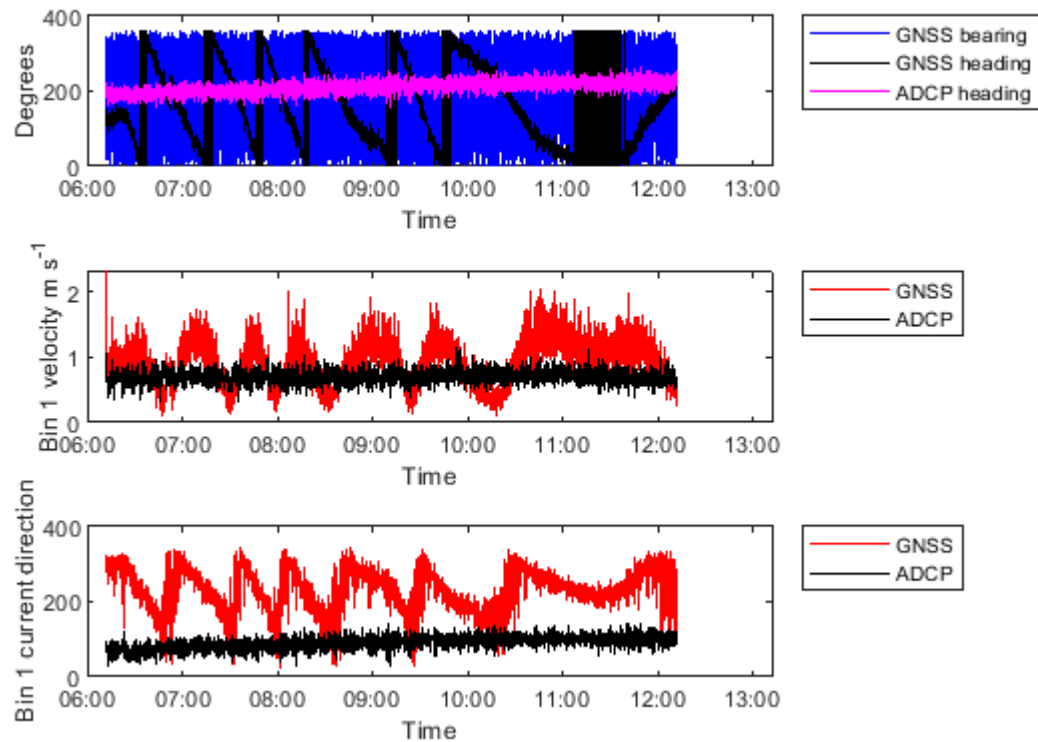 400
200
0
Degrees
06:00 07:00 08:00 09:00 10:00 11:00 12:00 13:00
Time
GNSS bearing
GNSS heading
ADCP heading
2
1
0
Bin 1 velocity m s-1
06:00 07:00 08:00 09:00 10:00 11:00 12:00 13:00
Time
GNSS
ADCP
400
200
0
Bin 1 current direction
06:00 07:00 08:00 09:00 10:00 11:00 12:00 13:00
Time
GNSS
ADCP